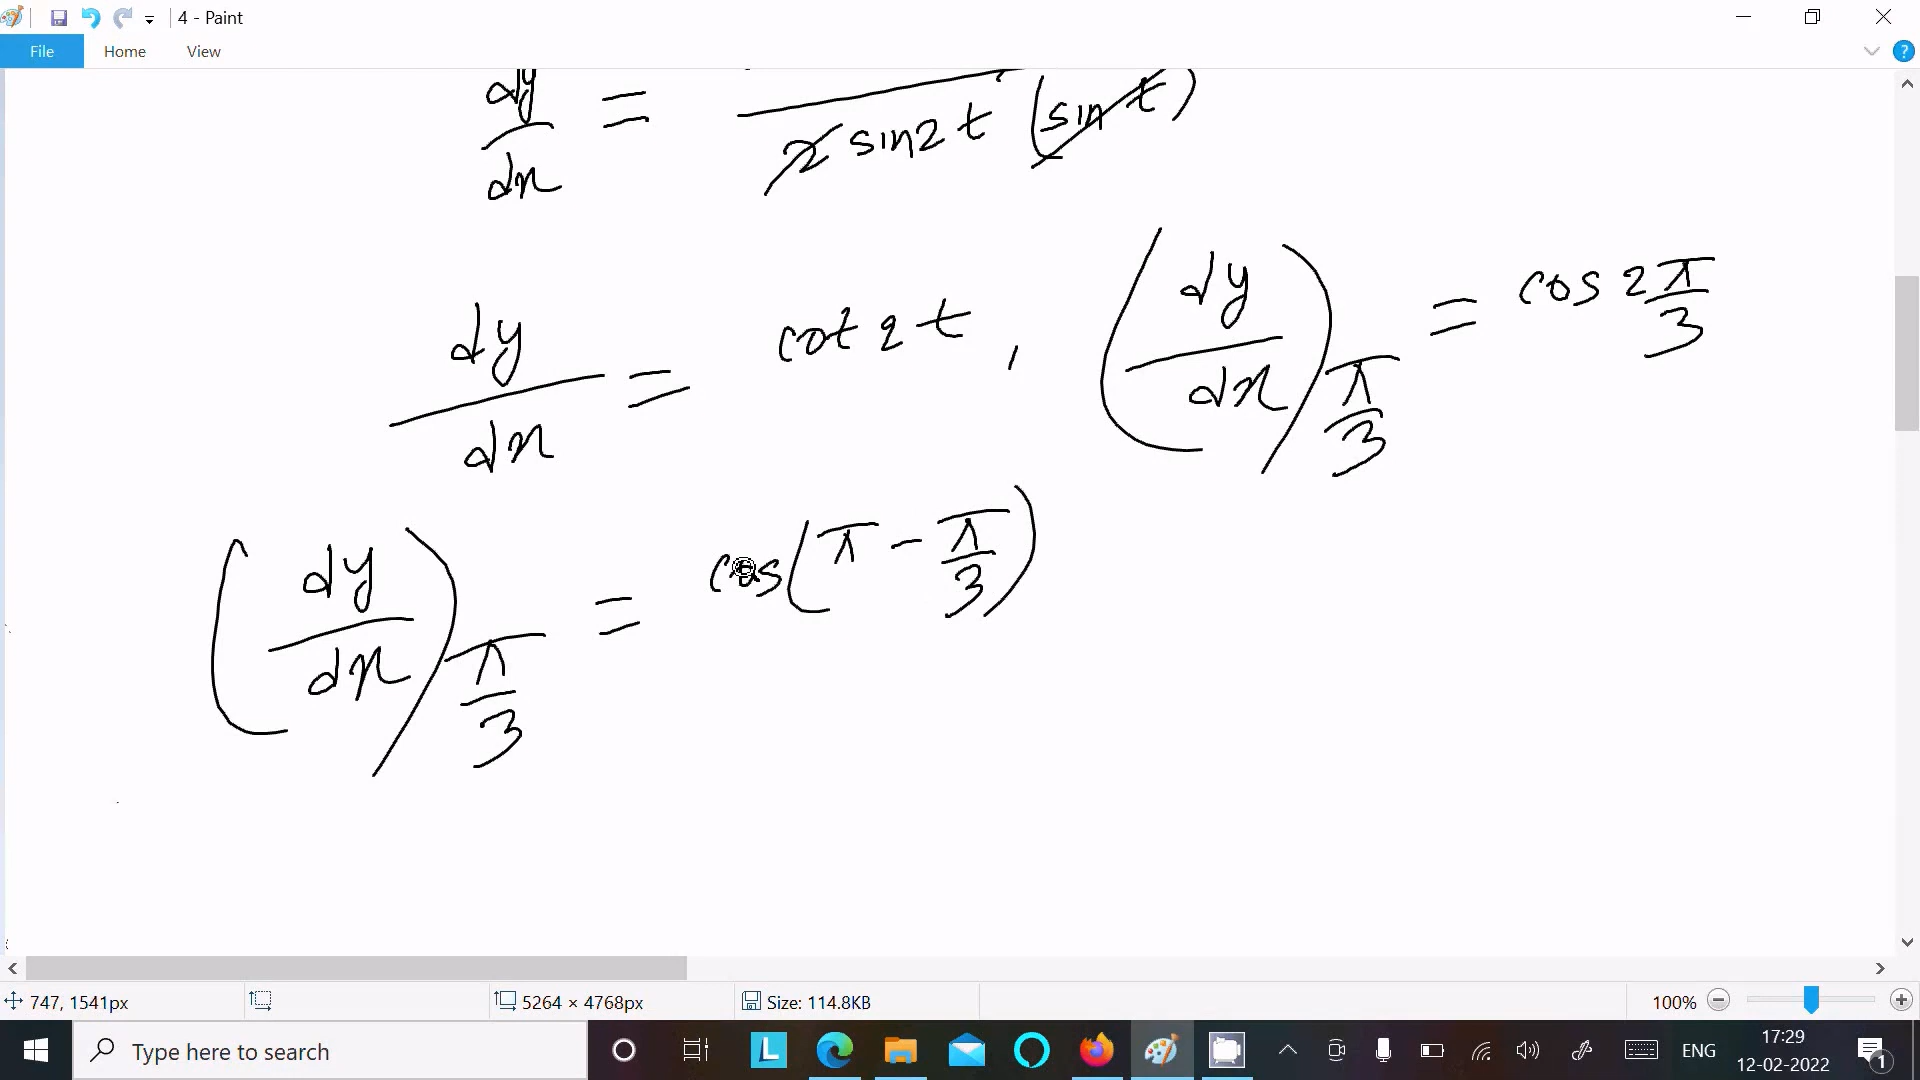 4 - Paint
File Home View
dy/dx = 2 sin2t (sint)
dy/dx = cot 2t , (dy/dx)π/3 = cos 2π/3
(dy/dx)π/3 = cos(π - π/3)
747, 1541px 5264 × 4768px Size: 114.8KB 100%
Type here to search L ENG 17:29
12-02-2022 1